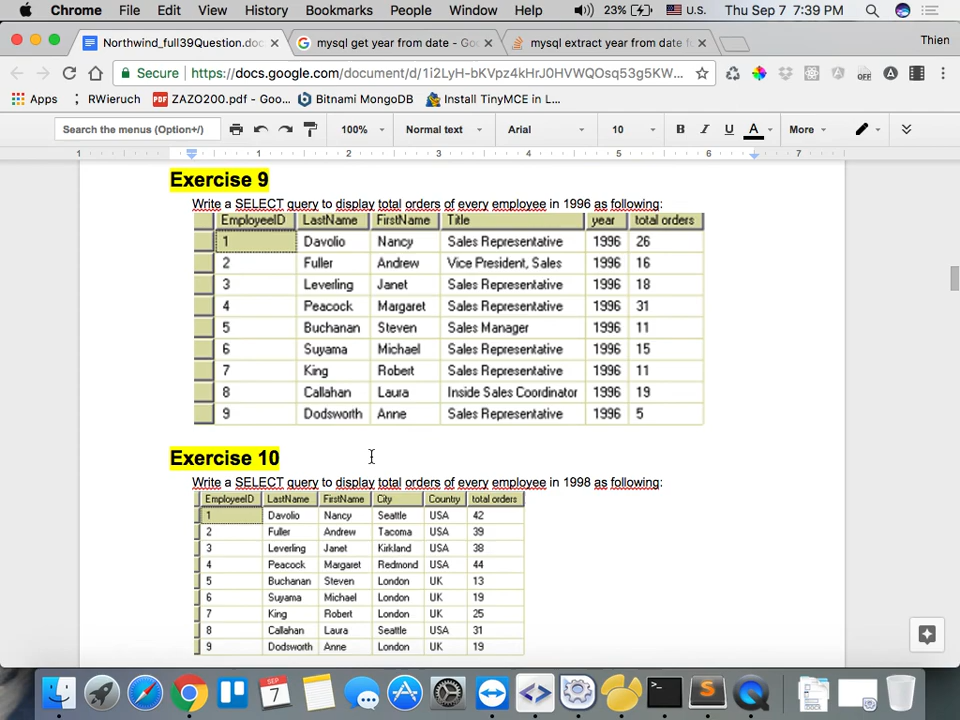 Chrome File Edit View History Bookmarks People Window Help 23% U.S. Thu Sep 7 7:39 PM
Northwind_full39Question.doc mysql get year from date - Go mysql extract year from date f Thien
Secure https://docs.google.com/document/d/1i2LyH-bKVpz4kHrJ0HVWQOsq53g5KW...
Apps RWieruch ZAZO200.pdf - Goo... Bitnami MongoDB Install TinyMCE in L...
Search the menus (Option+/) 100% Normal text Arial 10 B I U A More
1 1 2 3 4 5 6 7
Exercise 9
Write a SELECT query to display total orders of every employee in 1996 as following:
EmployeeID LastName FirstName Title year total orders
1 Davolio Nancy Sales Representative 1996 26
2 Fuller Andrew Vice President, Sales 1996 16
3 Leverling Janet Sales Representative 1996 18
4 Peacock Margaret Sales Representative 1996 31
5 Buchanan Steven Sales Manager 1996 11
6 Suyama Michael Sales Representative 1996 15
7 King Robert Sales Representative 1996 11
8 Callahan Laura Inside Sales Coordinator 1996 19
9 Dodsworth Anne Sales Representative 1996 5
Exercise 10
Write a SELECT query to display total orders of every employee in 1998 as following:
EmployeeID LastName FirstName City Country total orders
1 Davolio Nancy Seattle USA 42
2 Fuller Andrew Tacoma USA 39
3 Leverling Janet Kirkland USA 38
4 Peacock Margaret Redmond USA 44
5 Buchanan Steven London UK 13
6 Suyama Michael London UK 19
7 King Robert London UK 25
8 Callahan Laura Seattle USA 31
9 Dodsworth Anne London UK 19
SEP
7